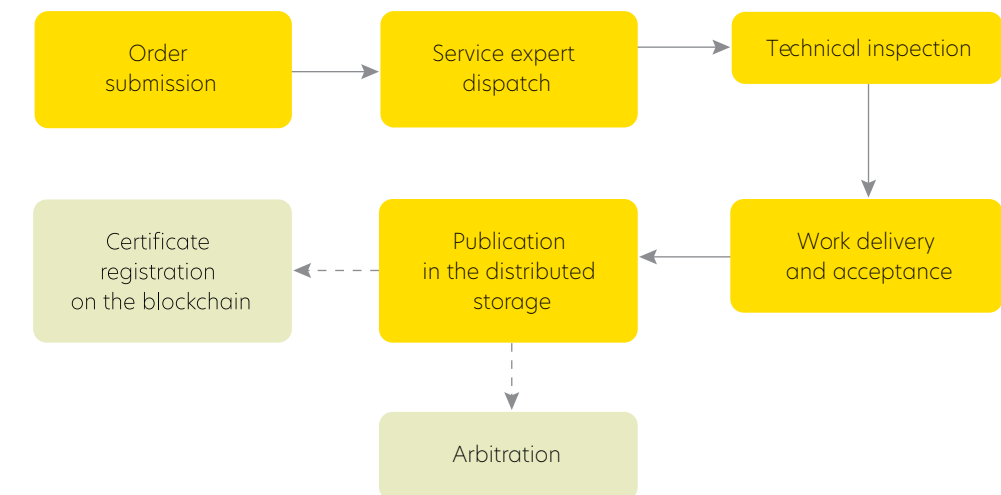 Order
submission
Service expert
dispatch
Technical inspection
Work delivery
and acceptance
Publication
in the distributed
storage
Certificate
registration
on the blockchain
Arbitration